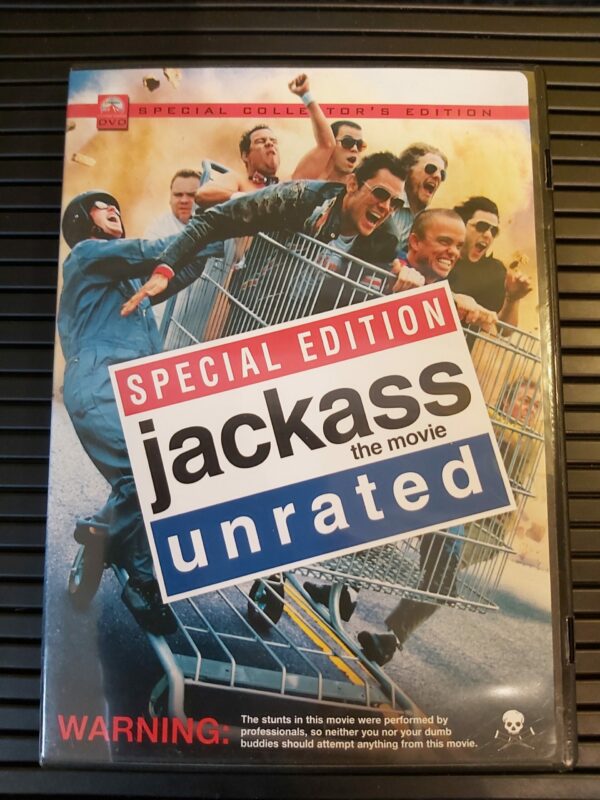 DVD
SPECIAL COLLECTOR'S EDITION
SPECIAL EDITION
jackass
the movie
unrated
WARNING:
The stunts in this movie were performed by
professionals, so neither you nor your dumb
buddies should attempt anything from this movie.